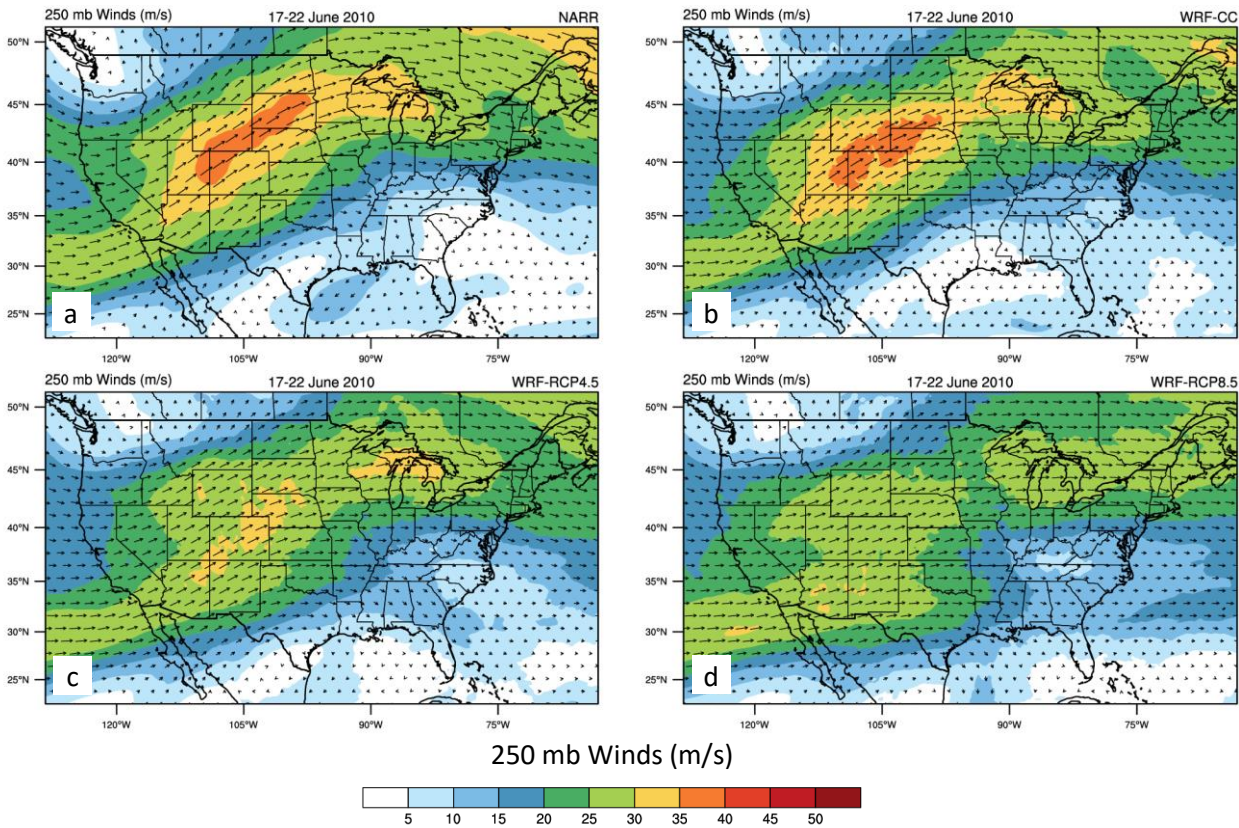 250 mb Winds (m/s) 17-22 June 2010 NARR
50°N
45°N
40°N
35°N
30°N
25°N
a
120°W 105°W 90°W 75°W
250 mb Winds (m/s) 17-22 June 2010 WRF-CC
50°N
45°N
40°N
35°N
30°N
25°N
b
120°W 105°W 90°W 75°W
250 mb Winds (m/s) 17-22 June 2010 WRF-RCP4.5
50°N
45°N
40°N
35°N
30°N
25°N
c
120°W 105°W 90°W 75°W
250 mb Winds (m/s) 17-22 June 2010 WRF-RCP8.5
50°N
45°N
40°N
35°N
30°N
25°N
d
120°W 105°W 90°W 75°W
250 mb Winds (m/s)
5 10 15 20 25 30 35 40 45 50